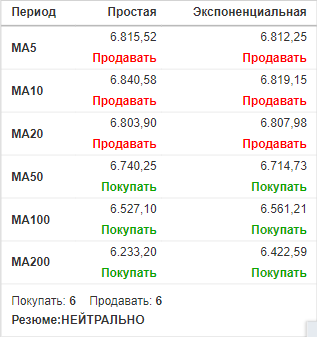 Период Простая Экспоненциальная
MA5 6.815,52 6.812,25
Продавать Продавать
MA10 6.840,58 6.819,15
Продавать Продавать
MA20 6.803,90 6.807,98
Продавать Продавать
MA50 6.740,25 6.714,73
Покупать Покупать
MA100 6.527,10 6.561,21
Покупать Покупать
MA200 6.233,20 6.422,59
Покупать Покупать
Покупать: 6 Продавать: 6
Резюме:НЕЙТРАЛЬНО